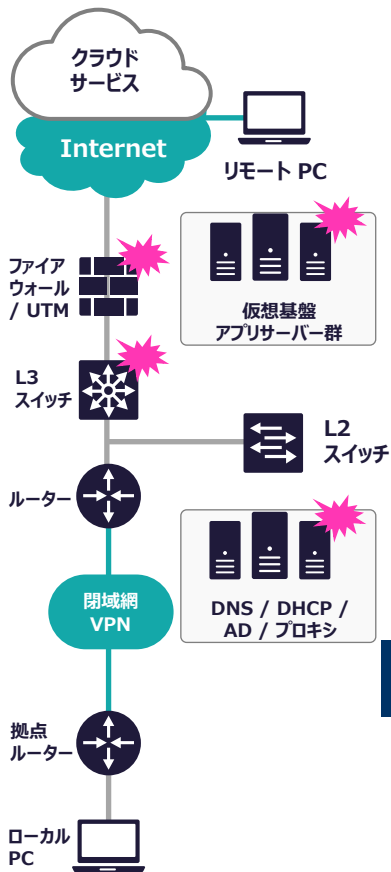 クラウド
サービス
Internet
リモート PC
ファイア
ウォール
/ UTM
仮想基盤
アプリサーバー群
L3
スイッチ
L2
スイッチ
ルーター
閉域網
VPN
DNS / DHCP /
AD / プロキシ
拠点
ルーター
ローカル
PC